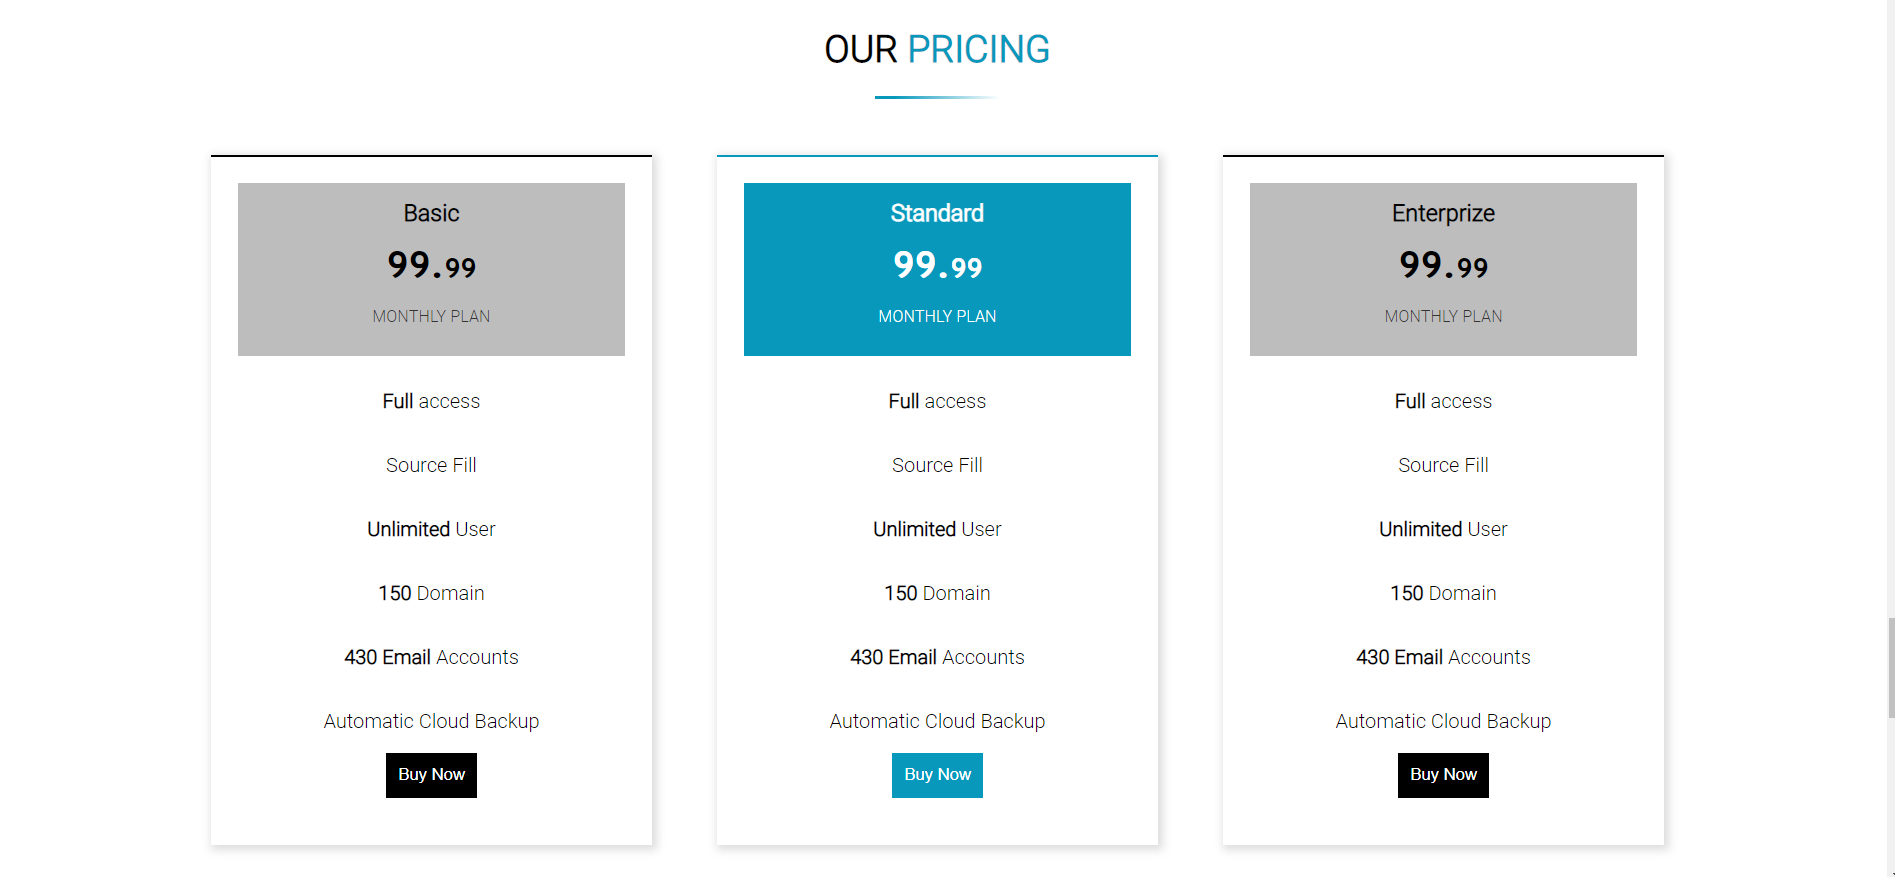 OUR PRICING
Basic
99.99
MONTHLY PLAN
Full access
Source Fill
Unlimited User
150 Domain
430 Email Accounts
Automatic Cloud Backup
Buy Now
Standard
99.99
MONTHLY PLAN
Full access
Source Fill
Unlimited User
150 Domain
430 Email Accounts
Automatic Cloud Backup
Buy Now
Enterprize
99.99
MONTHLY PLAN
Full access
Source Fill
Unlimited User
150 Domain
430 Email Accounts
Automatic Cloud Backup
Buy Now